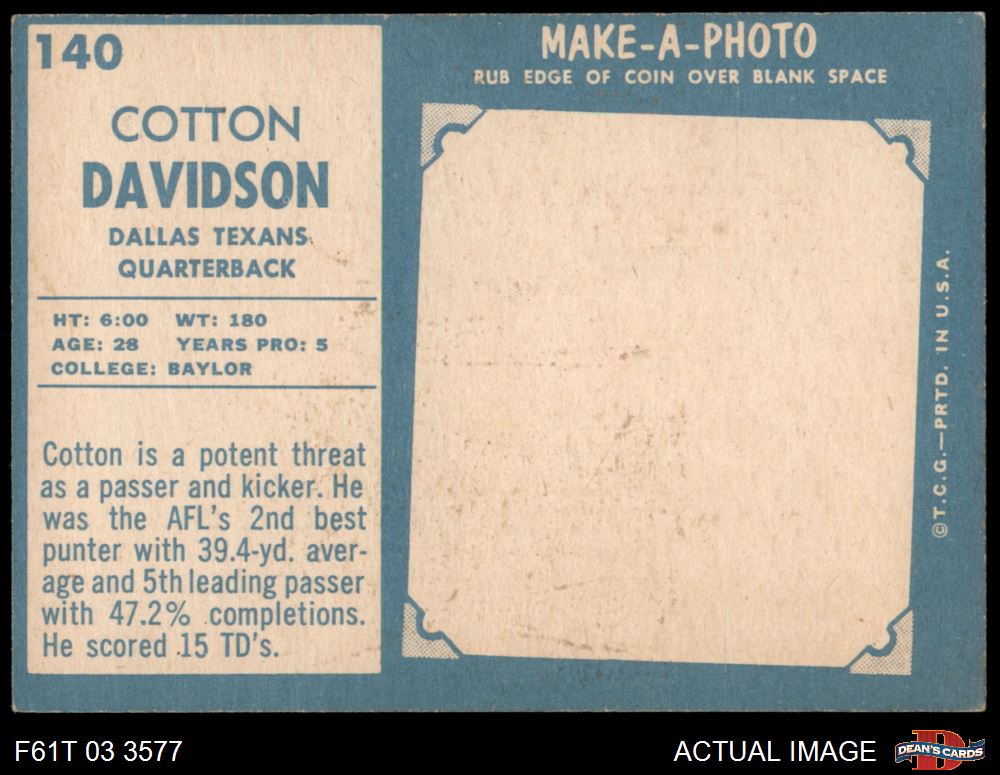 140
COTTON
DAVIDSON
DALLAS TEXANS
QUARTERBACK
HT: 6:00 WT: 180
AGE: 28 YEARS PRO: 5
COLLEGE: BAYLOR
Cotton is a potent threat
as a passer and kicker. He
was the AFL's 2nd best
punter with 39.4-yd. aver-
age and 5th leading passer
with 47.2% completions.
He scored 15 TD's.
MAKE-A-PHOTO
RUB EDGE OF COIN OVER BLANK SPACE
©T.C.G.—PRTD. IN U.S.A.
F61T 03 3577
ACTUAL IMAGE
D
DEAN'S CARDS